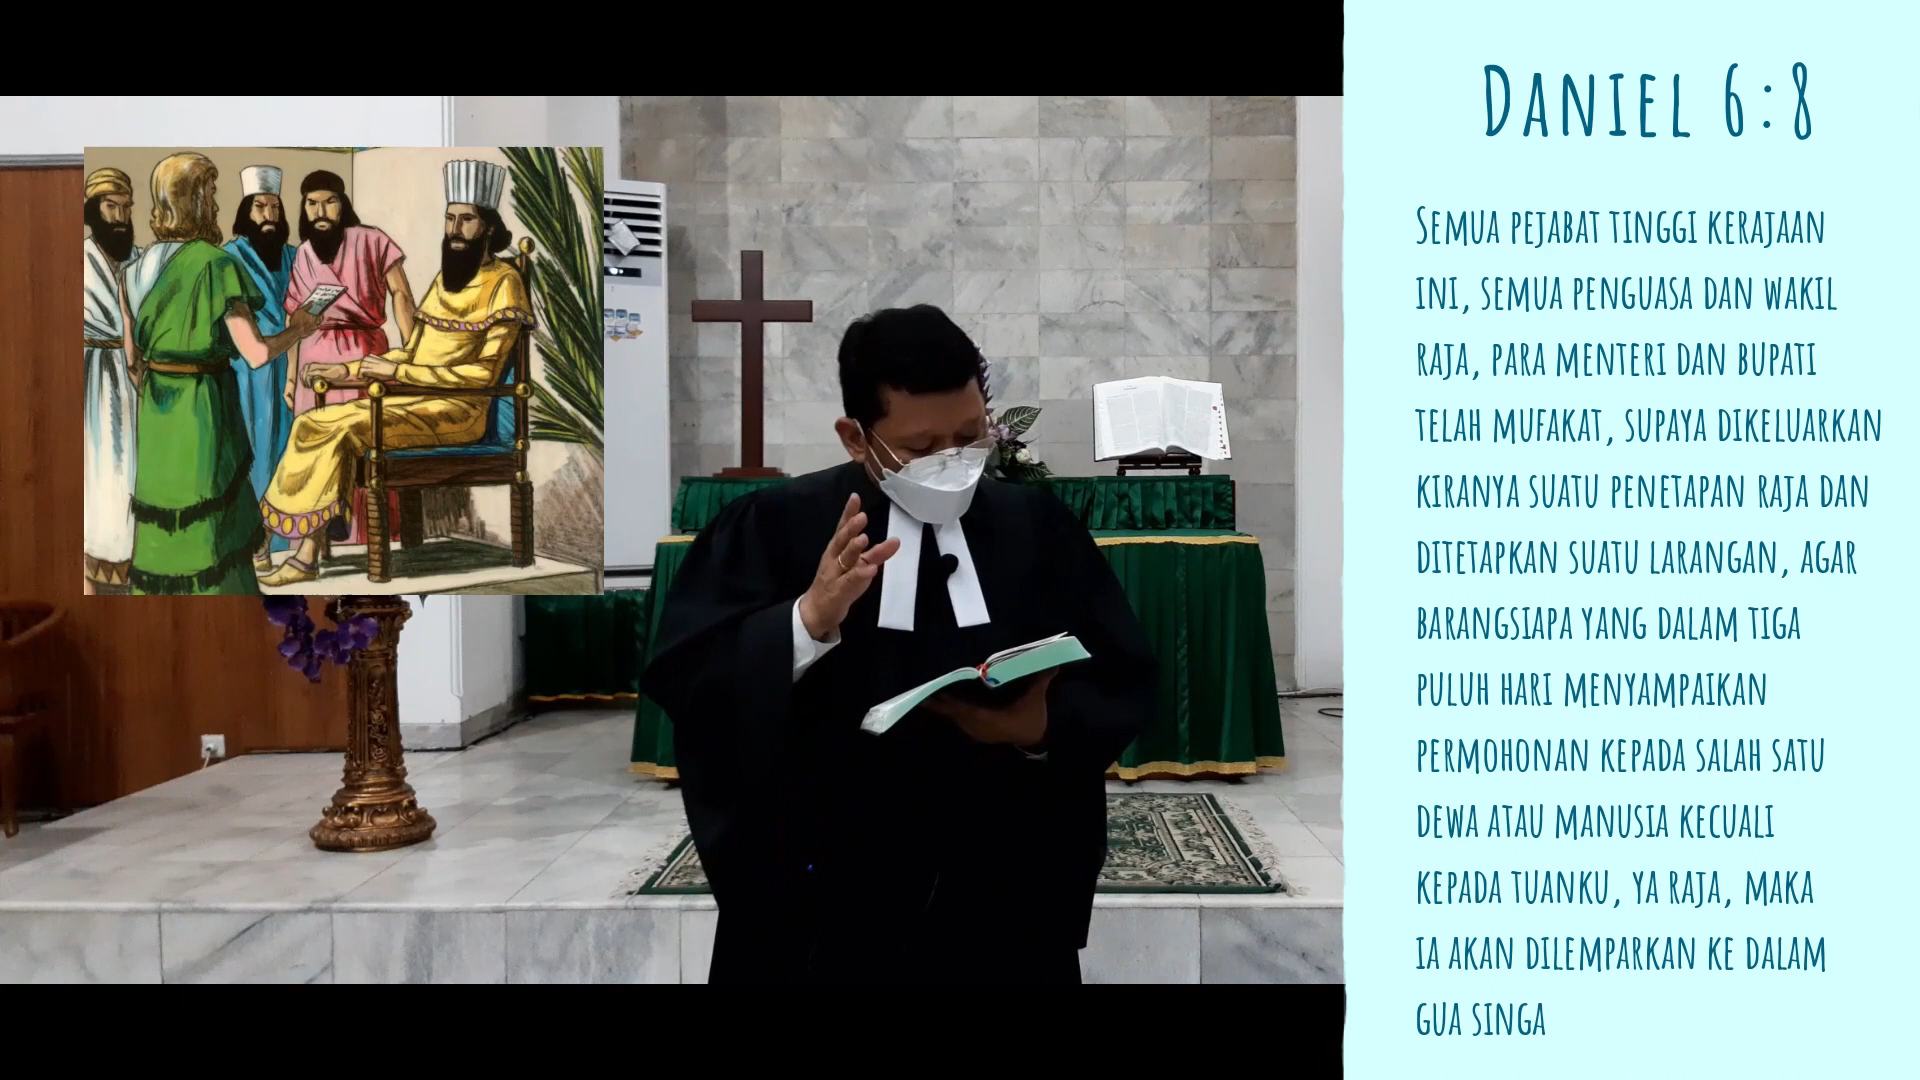 DANIEL 6:8
SEMUA PEJABAT TINGGI KERAJAAN
INI, SEMUA PENGUASA DAN WAKIL
RAJA, PARA MENTERI DAN BUPATI
TELAH MUFAKAT, SUPAYA DIKELUARKAN
KIRANYA SUATU PENETAPAN RAJA DAN
DITETAPKAN SUATU LARANGAN, AGAR
BARANGSIAPA YANG DALAM TIGA
PULUH HARI MENYAMPAIKAN
PERMOHONAN KEPADA SALAH SATU
DEWA ATAU MANUSIA KECUALI
KEPADA TUANKU, YA RAJA, MAKA
IA AKAN DILEMPARKAN KE DALAM
GUA SINGA